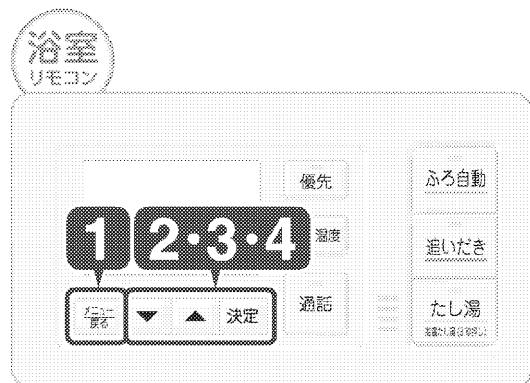 浴室
リモコン
優先
ふろ自動
1
2・3・4
温度
追いだき
メニュー
戻る
▼
▲
決定
通話
たし湯